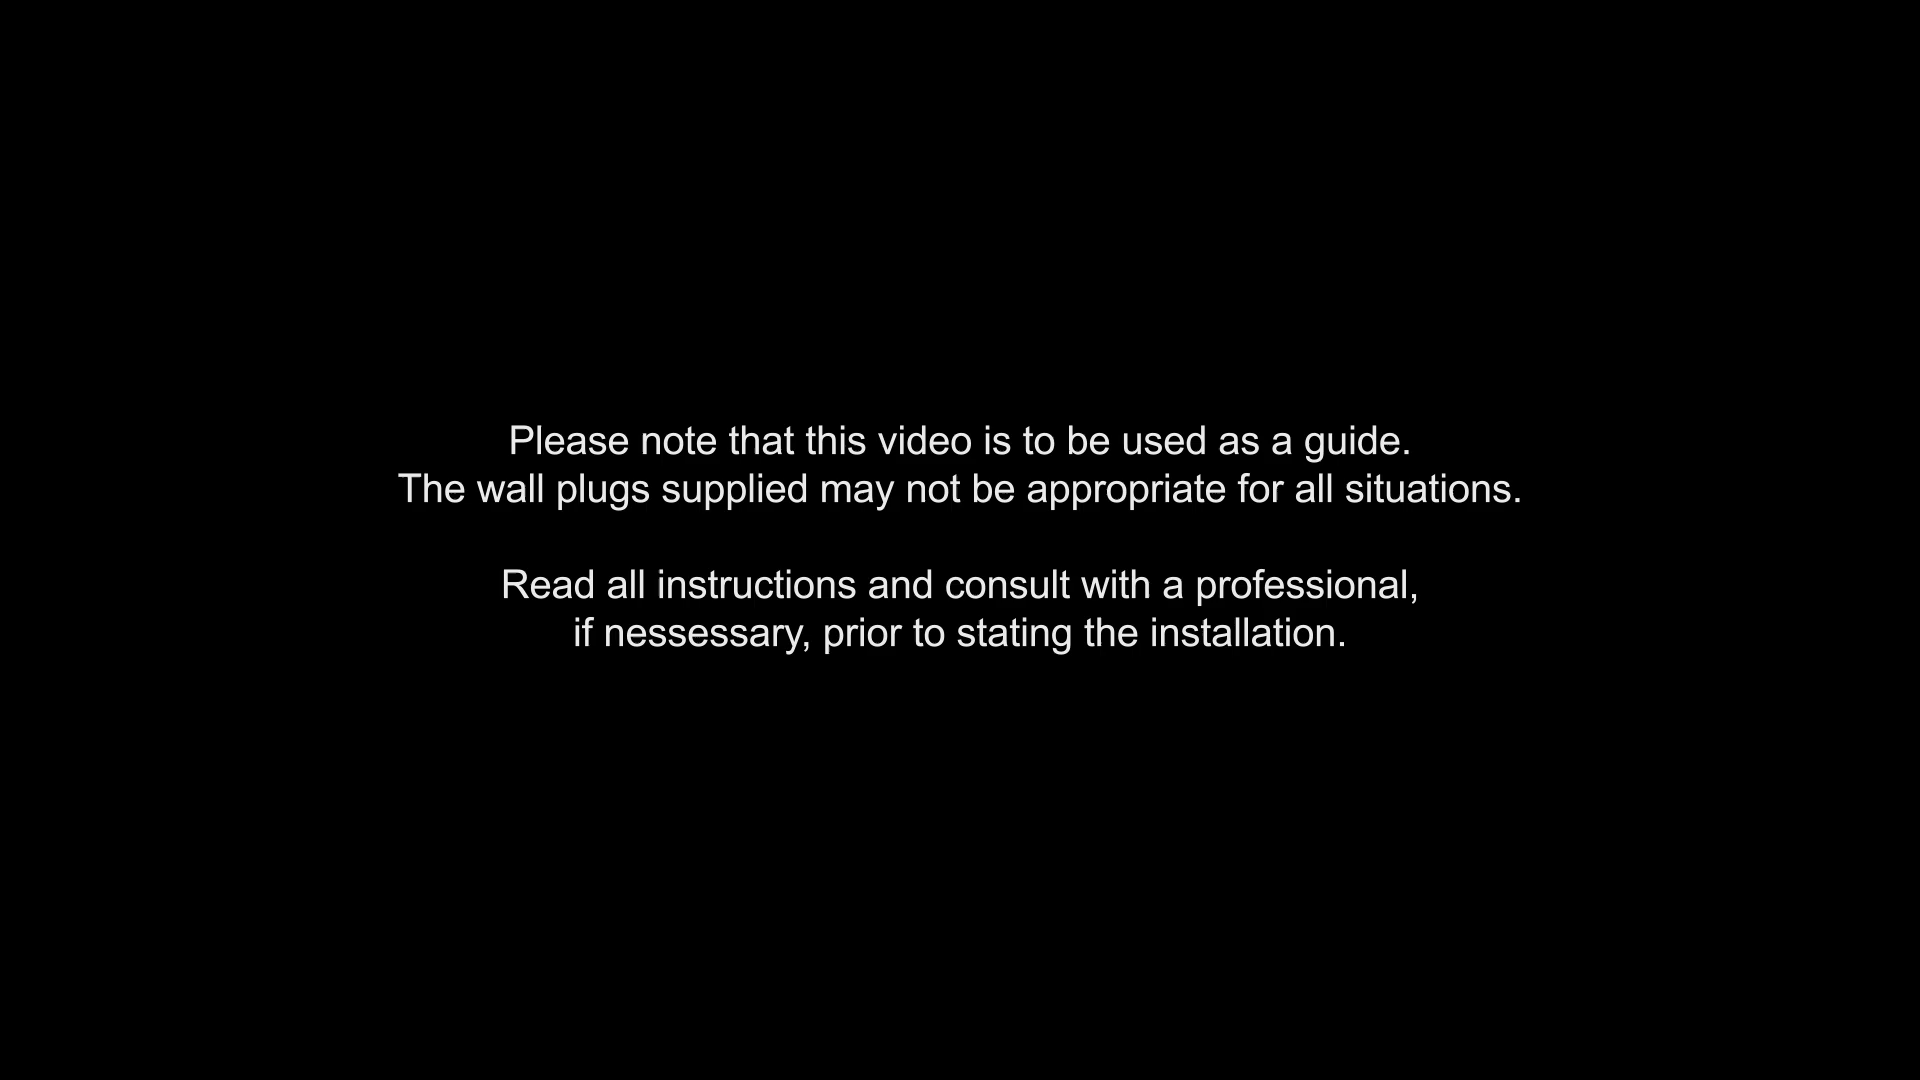 Please note that this video is to be used as a guide.
The wall plugs supplied may not be appropriate for all situations.
Read all instructions and consult with a professional,
if nessessary, prior to stating the installation.